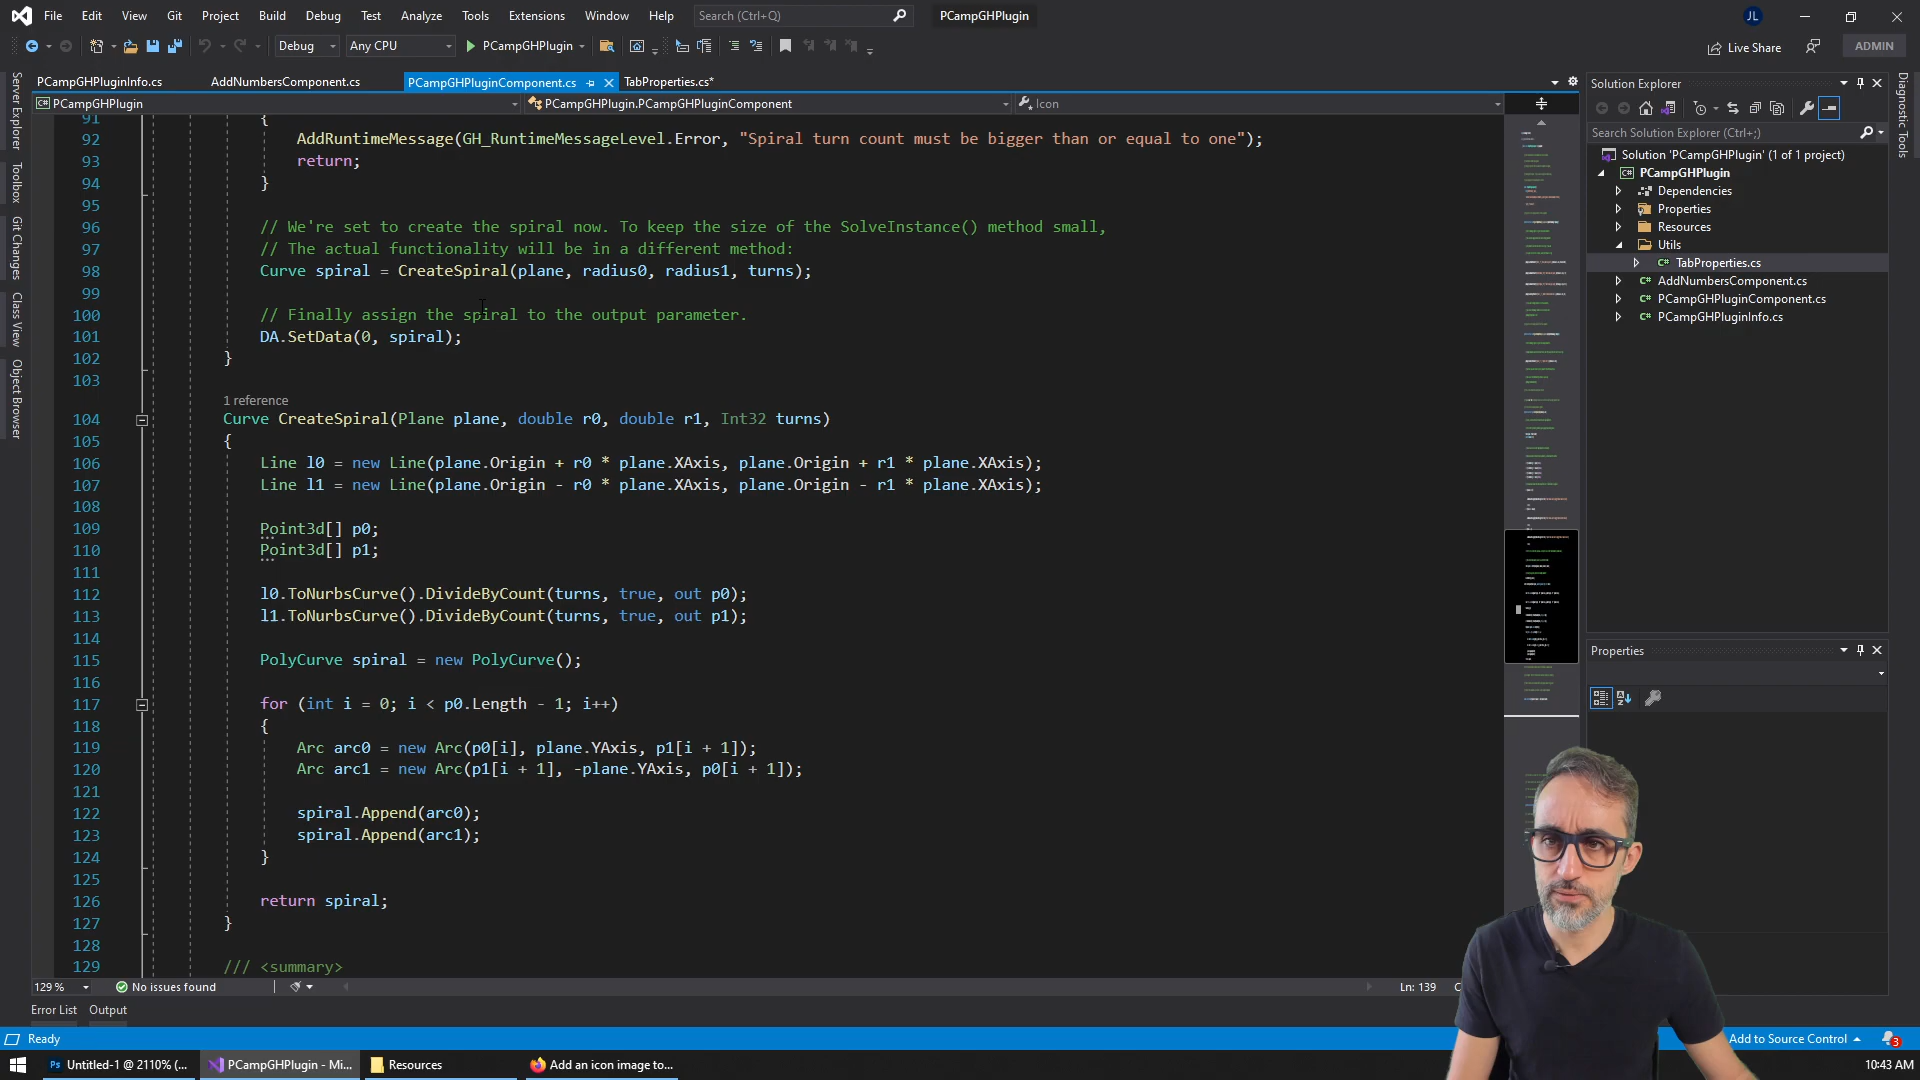 File Edit View Git Project Build Debug Test Analyze Tools Extensions Window Help Search (Ctrl+Q) PCampGHPlugin JL
Debug Any CPU PCampGHPlugin Live Share ADMIN
PCampGHPluginInfo.cs AddNumbersComponent.cs PCampGHPluginComponent.cs TabProperties.cs*
PCampGHPlugin PCampGHPlugin.PCampGHPluginComponent Icon
91 {
92 AddRuntimeMessage(GH_RuntimeMessageLevel.Error, "Spiral turn count must be bigger than or equal to one");
93 return;
94 }
95
96 // We're set to create the spiral now. To keep the size of the SolveInstance() method small,
97 // The actual functionality will be in a different method:
98 Curve spiral = CreateSpiral(plane, radius0, radius1, turns);
99
100 // Finally assign the spiral to the output parameter.
101 DA.SetData(0, spiral);
102 }
103
1 reference
104 Curve CreateSpiral(Plane plane, double r0, double r1, Int32 turns)
105 {
106 Line l0 = new Line(plane.Origin + r0 * plane.XAxis, plane.Origin + r1 * plane.XAxis);
107 Line l1 = new Line(plane.Origin - r0 * plane.XAxis, plane.Origin - r1 * plane.XAxis);
108
109 Point3d[] p0;
110 Point3d[] p1;
111
112 l0.ToNurbsCurve().DivideByCount(turns, true, out p0);
113 l1.ToNurbsCurve().DivideByCount(turns, true, out p1);
114
115 PolyCurve spiral = new PolyCurve();
116
117 for (int i = 0; i < p0.Length - 1; i++)
118 {
119 Arc arc0 = new Arc(p0[i], plane.YAxis, p1[i + 1]);
120 Arc arc1 = new Arc(p1[i + 1], -plane.YAxis, p0[i + 1]);
121
122 spiral.Append(arc0);
123 spiral.Append(arc1);
124 }
125
126 return spiral;
127 }
128
129 /// <summary>
129 % No issues found Ln: 139
Error List Output
Ready Add to Source Control 3
Server Explorer
Toolbox
Git Changes
Class View
Object Browser
Solution Explorer
Search Solution Explorer (Ctrl+;)
Solution 'PCampGHPlugin' (1 of 1 project)
C# PCampGHPlugin
Dependencies
Properties
Resources
Utils
C# TabProperties.cs
C# AddNumbersComponent.cs
C# PCampGHPluginComponent.cs
C# PCampGHPluginInfo.cs
Properties
Diagnostic Tools
Ps Untitled-1 @ 2110% (... PCampGHPlugin - Mi... Resources Add an icon image to... 10:43 AM